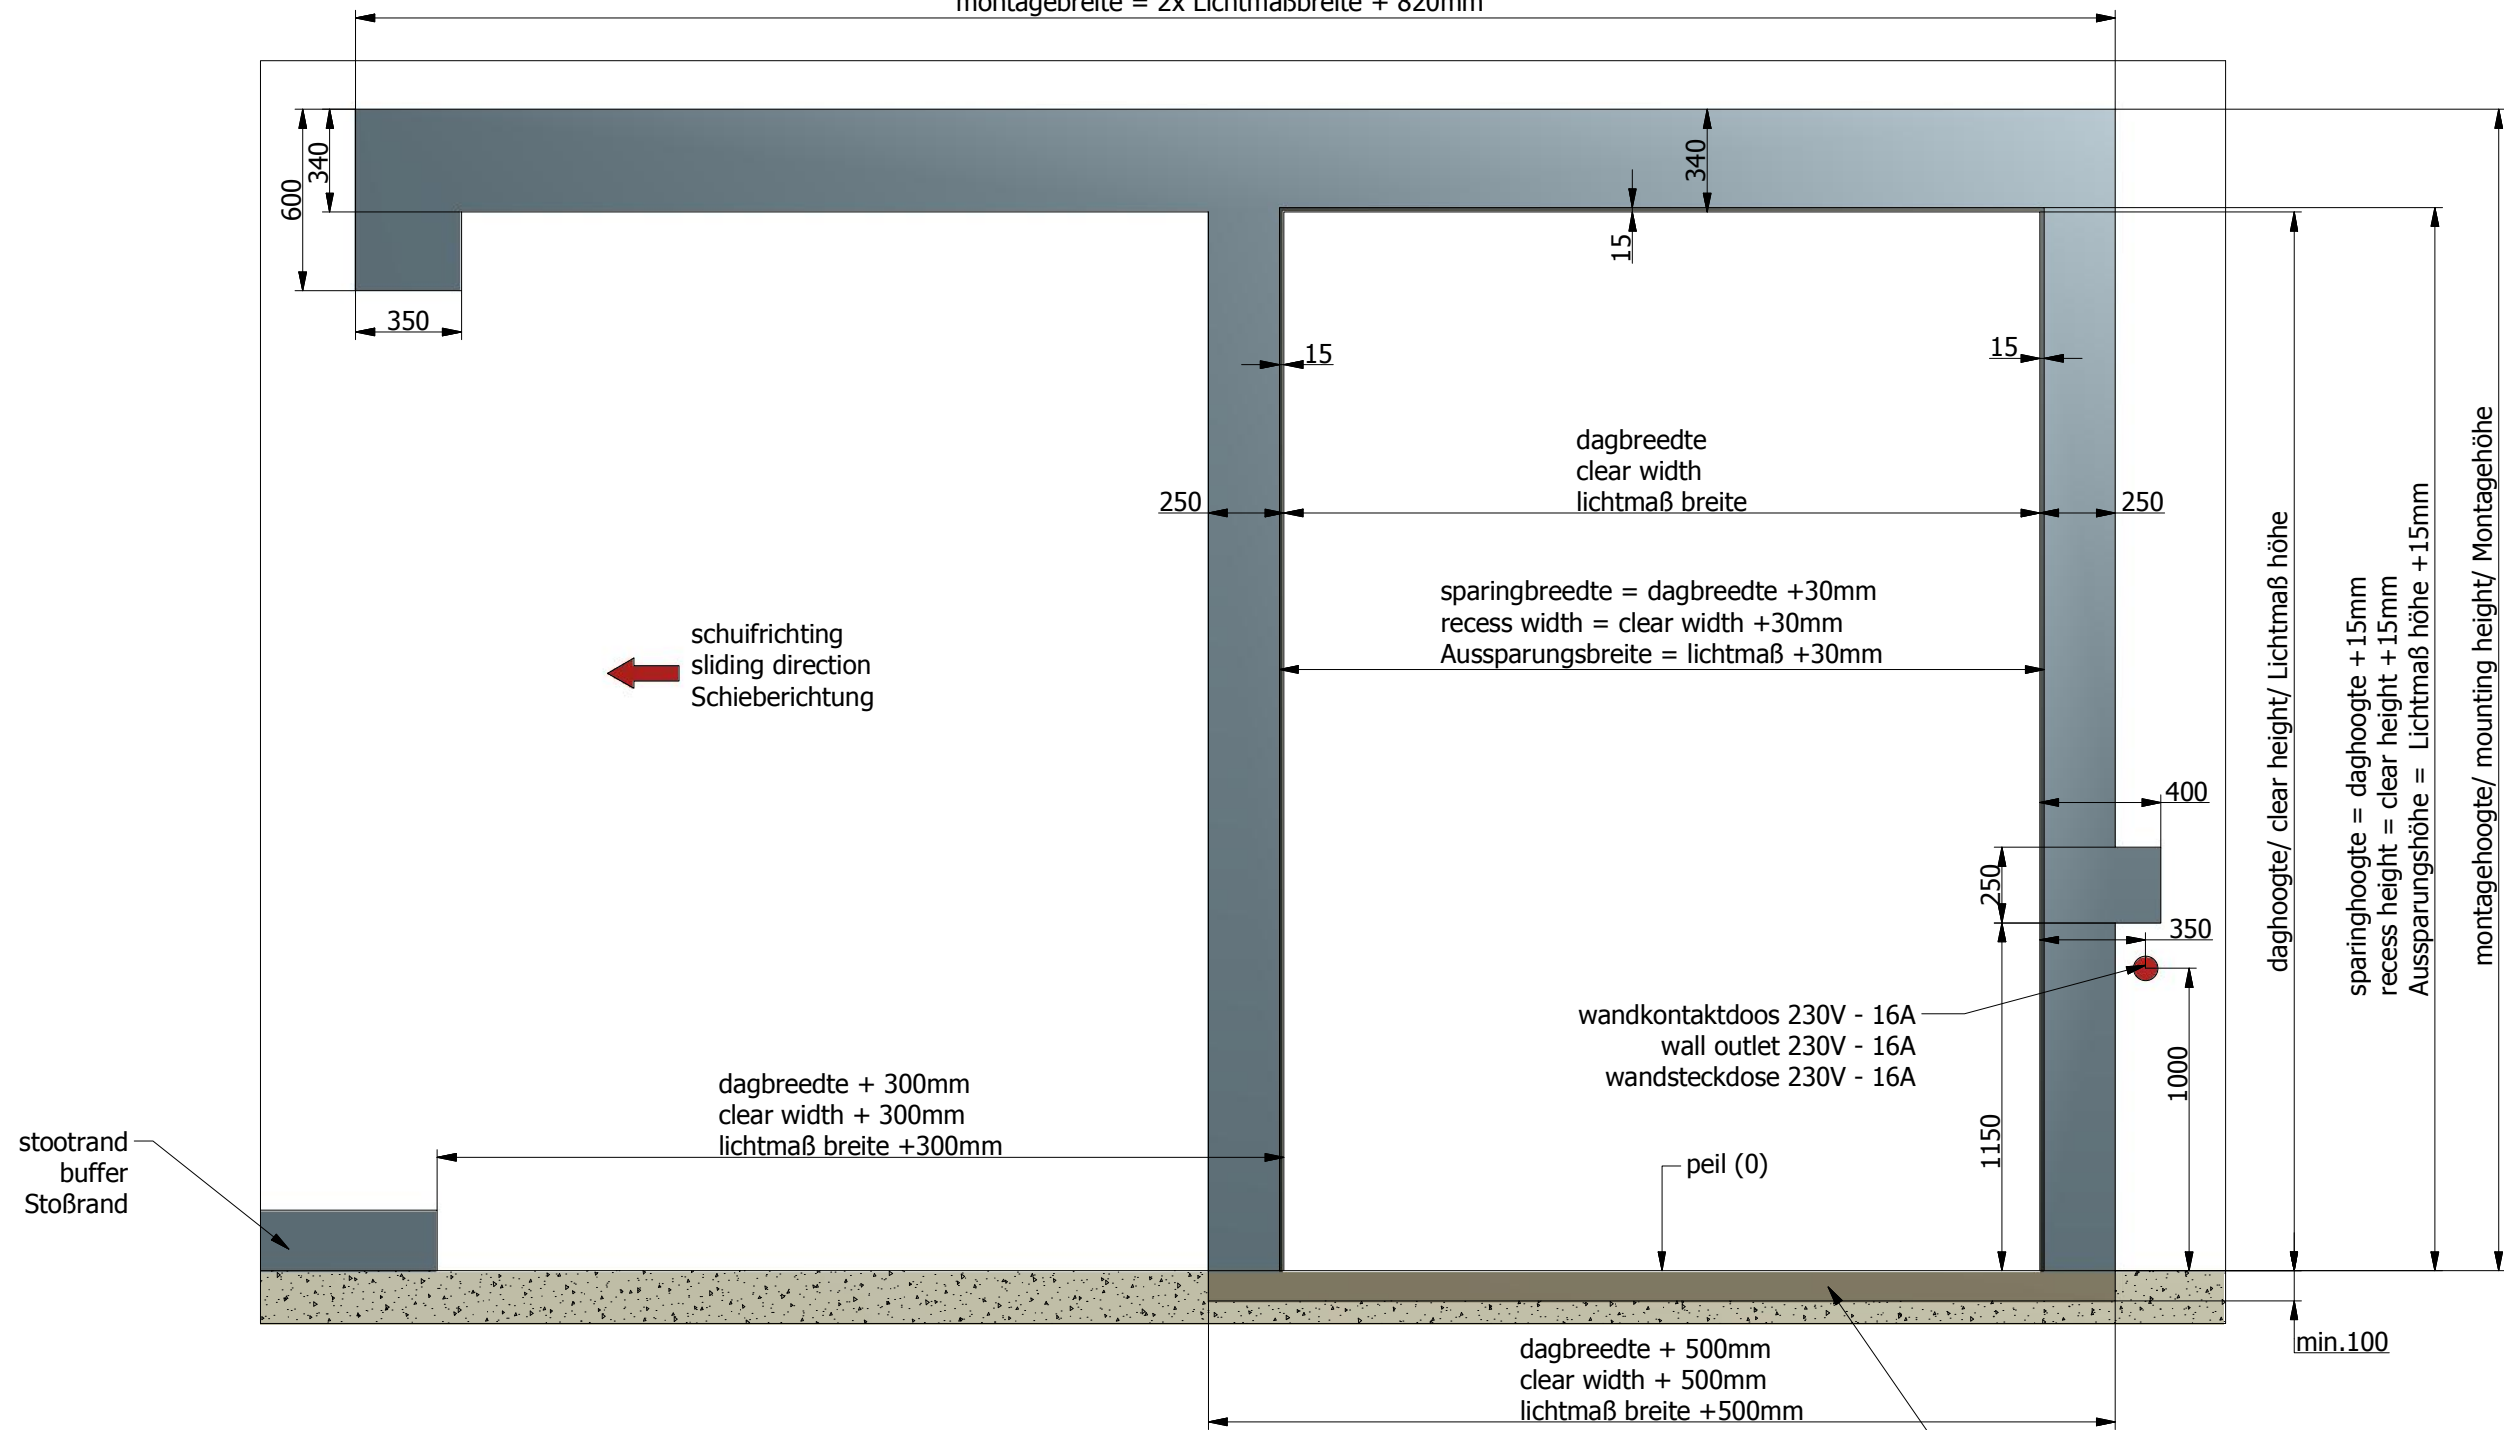 montagebreite = 2x Lichtmaßbreite + 820mm
340
600
340
15
350
15
15
dagbreedte
clear width
lichtmaß breite
250
250
sparingbreedte = dagbreedte +30mm
recess width = clear width +30mm
Aussparungsbreite = lichtmaß +30mm
schuifrichting
sliding direction
Schieberichtung
daghoogte/ clear height/ Lichtmaß höhe
sparinghoogte = daghoogte +15mm
recess height = clear height +15mm
Aussparungshöhe = Lichtmaß höhe +15mm
montagehoogte/ mounting height/ Montagehöhe
400
250
350
wandkontaktdoos 230V - 16A
wall outlet 230V - 16A
wandsteckdose 230V - 16A
1000
1150
dagbreedte + 300mm
clear width + 300mm
lichtmaß breite +300mm
stootrand
buffer
Stoßrand
peil (0)
min.100
dagbreedte + 500mm
clear width + 500mm
lichtmaß breite +500mm